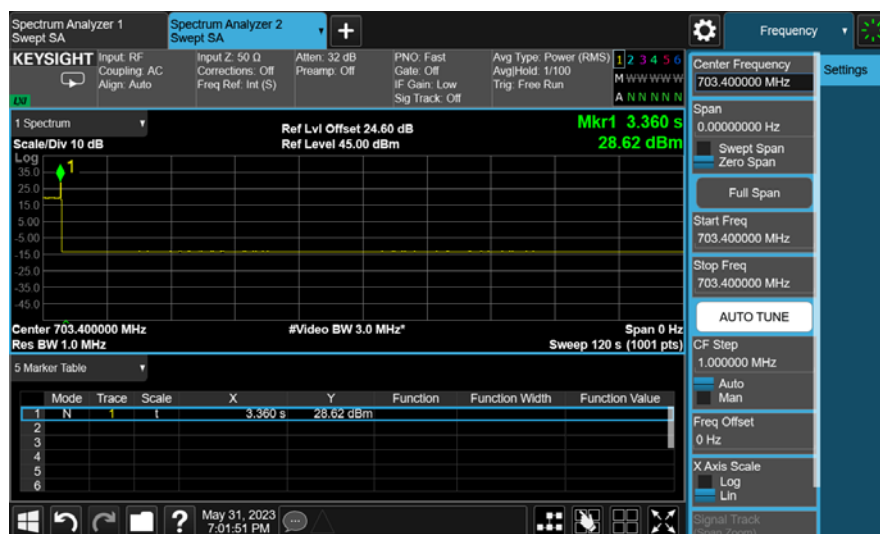 Spectrum Analyzer 1
Swept SA
Spectrum Analyzer 2
Swept SA
Frequency
KEYSIGHT
Input: RF
Coupling: AC
Align: Auto
Input Z: 50 Ω
Corrections: Off
Freq Ref: Int (S)
Atten: 32 dB
Preamp: Off
PNO: Fast
Gate: Off
IF Gain: Low
Sig Track: Off
Avg Type: Power (RMS)
Avg|Hold: 1/100
Trig: Free Run
1 2 3 4 5 6
M W W W W W
A N N N N N
LXI
Center Frequency
703.400000 MHz
Settings
Span
0.00000000 Hz
Swept Span
Zero Span
Full Span
Start Freq
703.400000 MHz
Stop Freq
703.400000 MHz
AUTO TUNE
CF Step
1.000000 MHz
Auto
Man
Freq Offset
0 Hz
X Axis Scale
Log
Lin
Signal Track
(Span Zoom)
1 Spectrum
Scale/Div 10 dB
Ref Lvl Offset 24.60 dB
Ref Level 45.00 dBm
Mkr1 3.360 s
28.62 dBm
Log
1
35.0
25.0
15.0
5.00
-5.00
-15.0
-25.0
-35.0
-45.0
Center 703.400000 MHz
#Video BW 3.0 MHz*
Span 0 Hz
Res BW 1.0 MHz
Sweep 120 s (1001 pts)
5 Marker Table
Mode Trace Scale X Y Function Function Width Function Value
1 N 1 t 3.360 s 28.62 dBm
2
3
4
5
6
?
May 31, 2023
7:01:51 PM